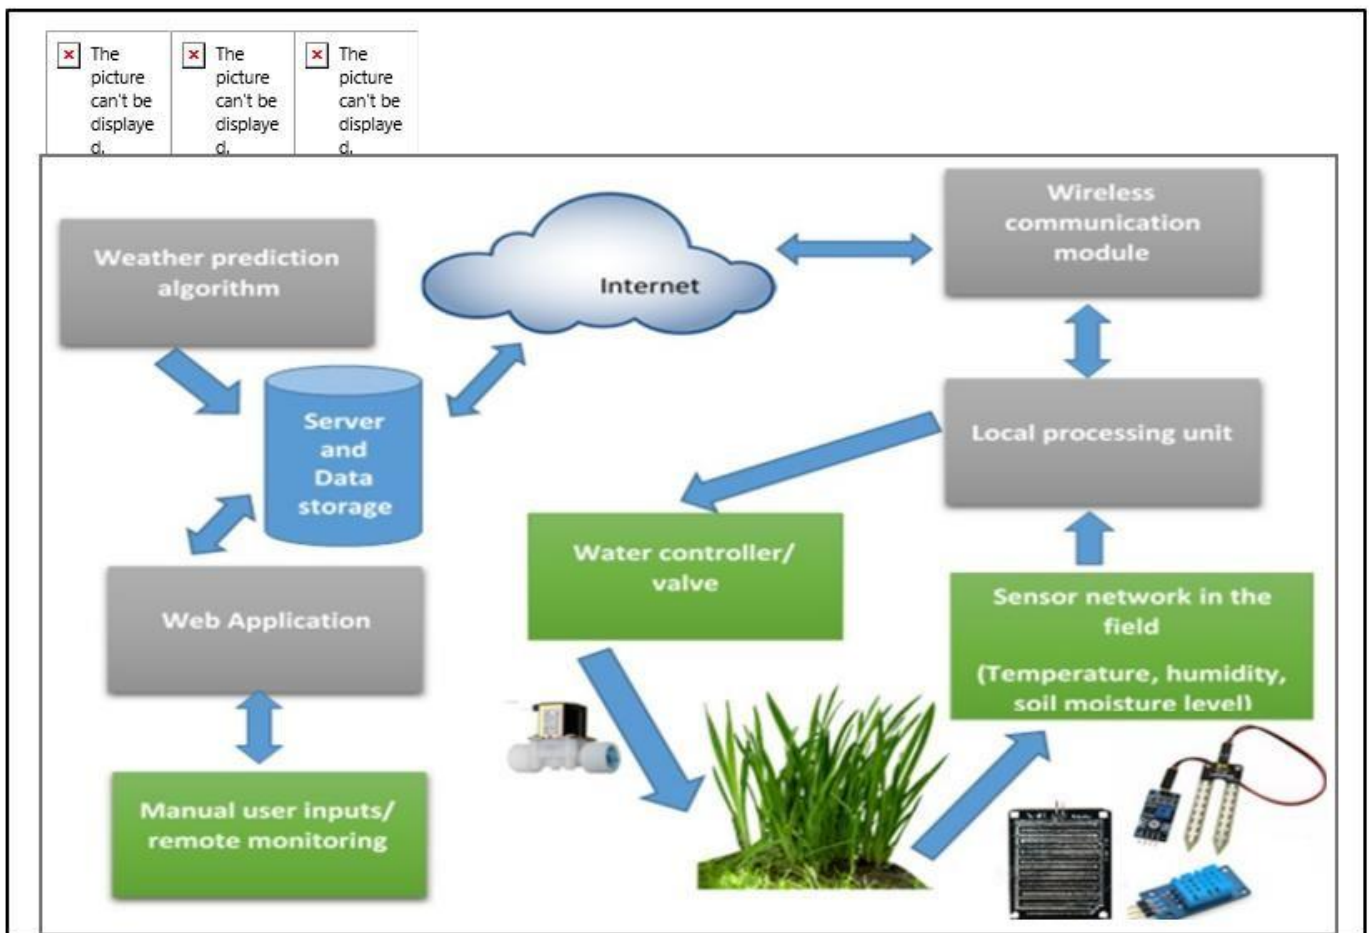 The
picture
can't be
displaye
d.
The
picture
can't be
displaye
d.
The
picture
can't be
displaye
d.
Weather prediction
algorithm
Internet
Wireless
communication
module
Server
and
Data
storage
Local processing unit
Water controller/
valve
Sensor network in the
field
(Temperature, humidity,
soil moisture level)
Web Application
Manual user inputs/
remote monitoring